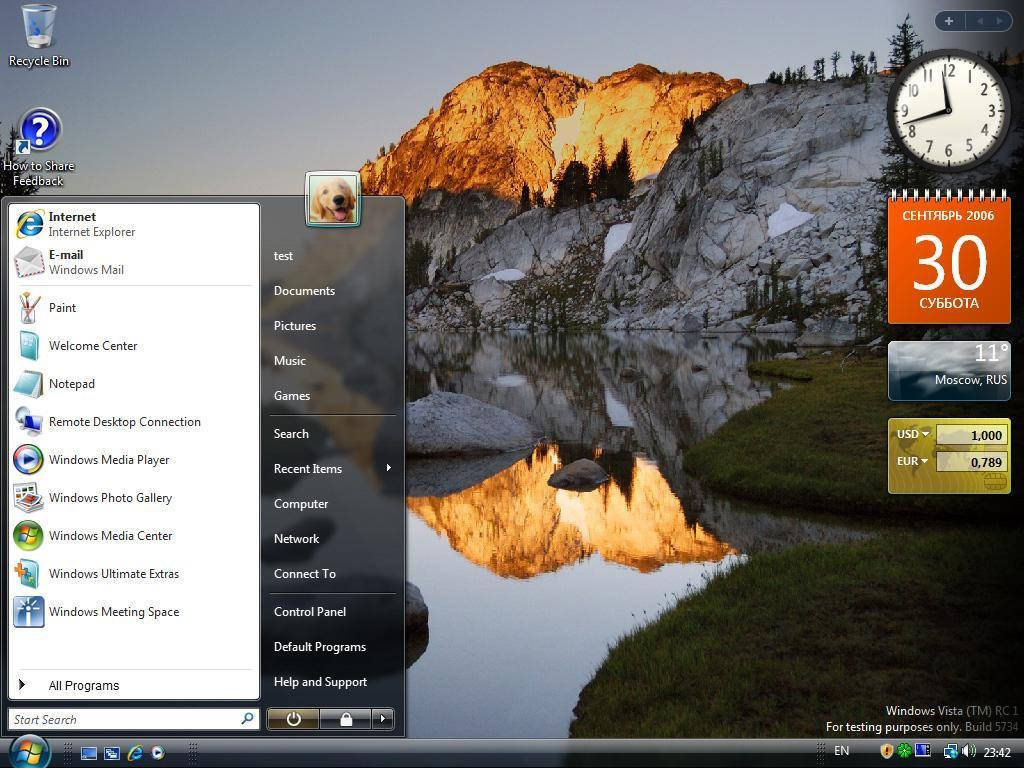 Recycle Bin
How to Share
Feedback
Internet
Internet Explorer
E-mail
Windows Mail
Paint
Welcome Center
Notepad
Remote Desktop Connection
Windows Media Player
Windows Photo Gallery
Windows Media Center
Windows Ultimate Extras
Windows Meeting Space
All Programs
Start Search
test
Documents
Pictures
Music
Games
Search
Recent Items
Computer
Network
Connect To
Control Panel
Default Programs
Help and Support
12
1
2
3
4
5
6
7
8
9
10
11
СЕНТЯБРЬ 2006
30
СУББОТА
11°
Moscow, RUS
USD 1,000
EUR 0,789
Windows Vista (TM) RC 1
For testing purposes only. Build 5734
EN
23:42